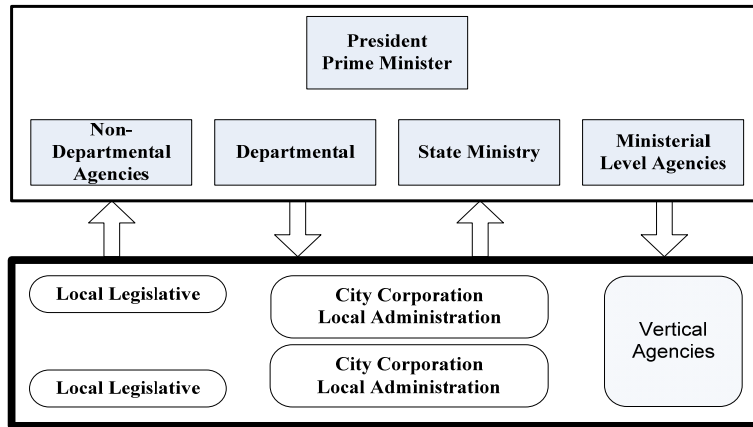 President
Prime Minister
Non-
Departmental
Agencies
Departmental
State Ministry
Ministerial
Level Agencies
Local Legislative
City Corporation
Local Administration
Vertical
Agencies
Local Legislative
City Corporation
Local Administration